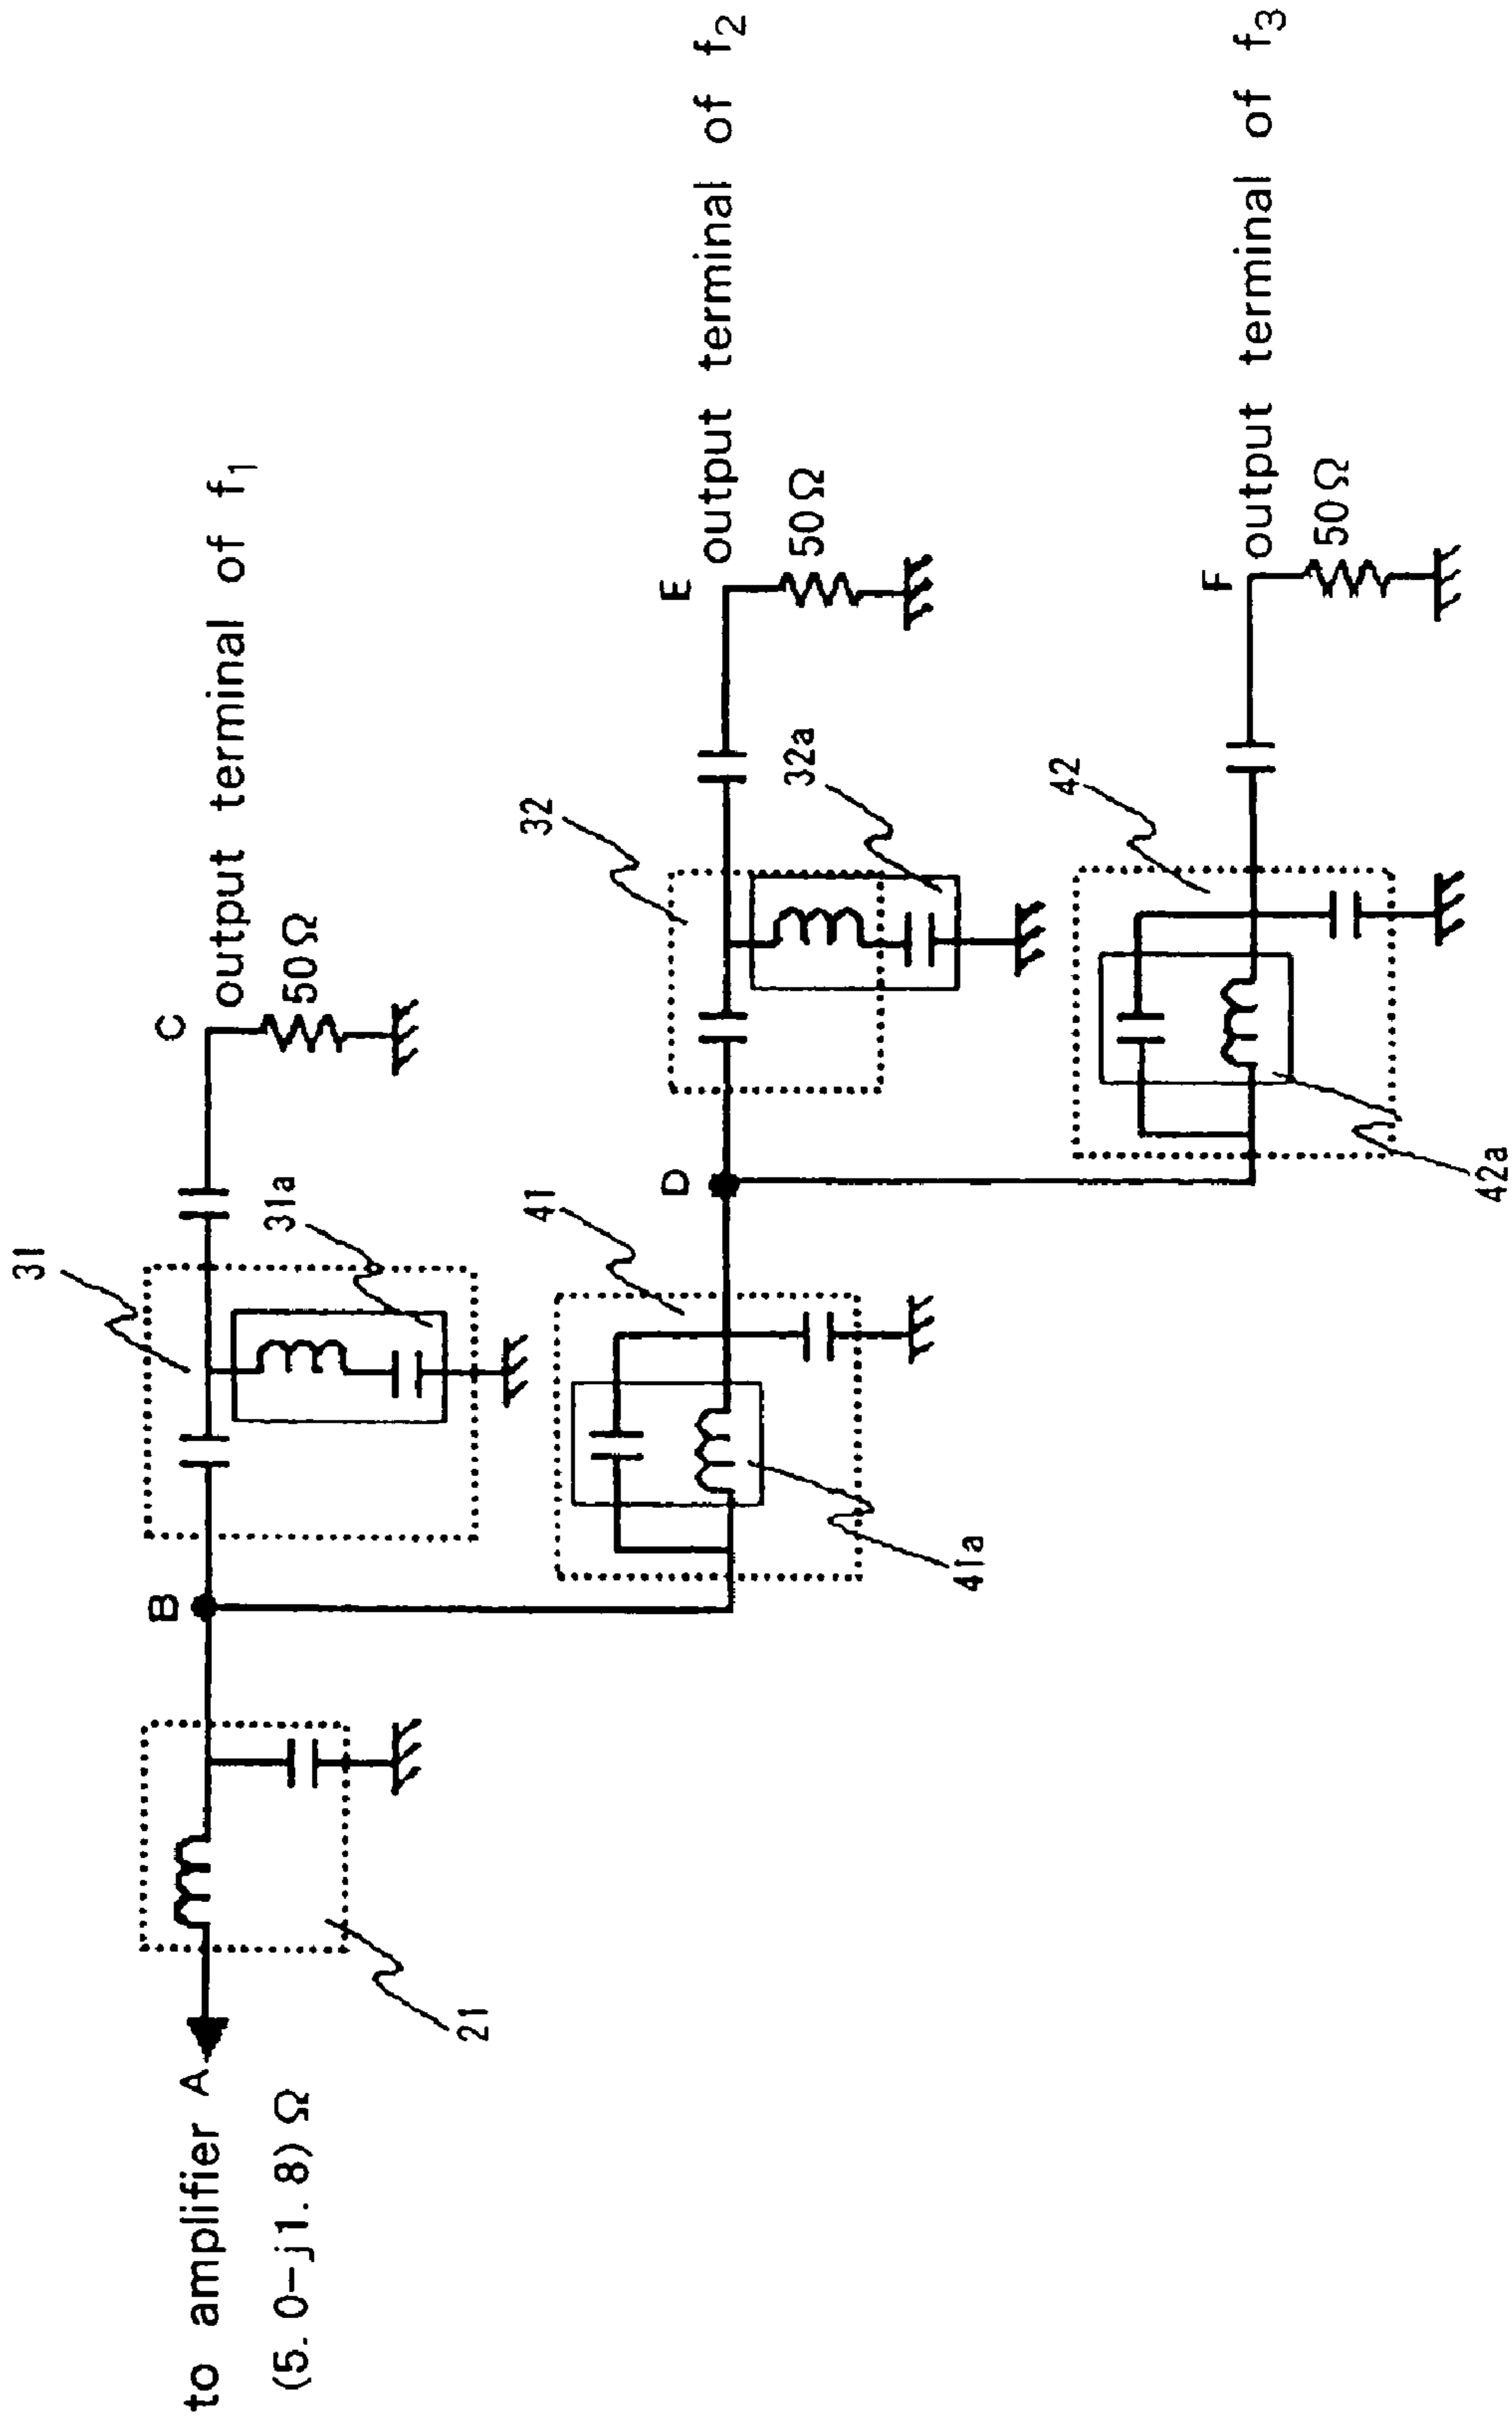 to amplifier A
(5.0-j1.8)Ω
21
B
31
31a
C
output terminal of f1
50Ω
41
41a
D
32
32a
E
output terminal of f2
50Ω
42
42a
F
output terminal of f3
50Ω